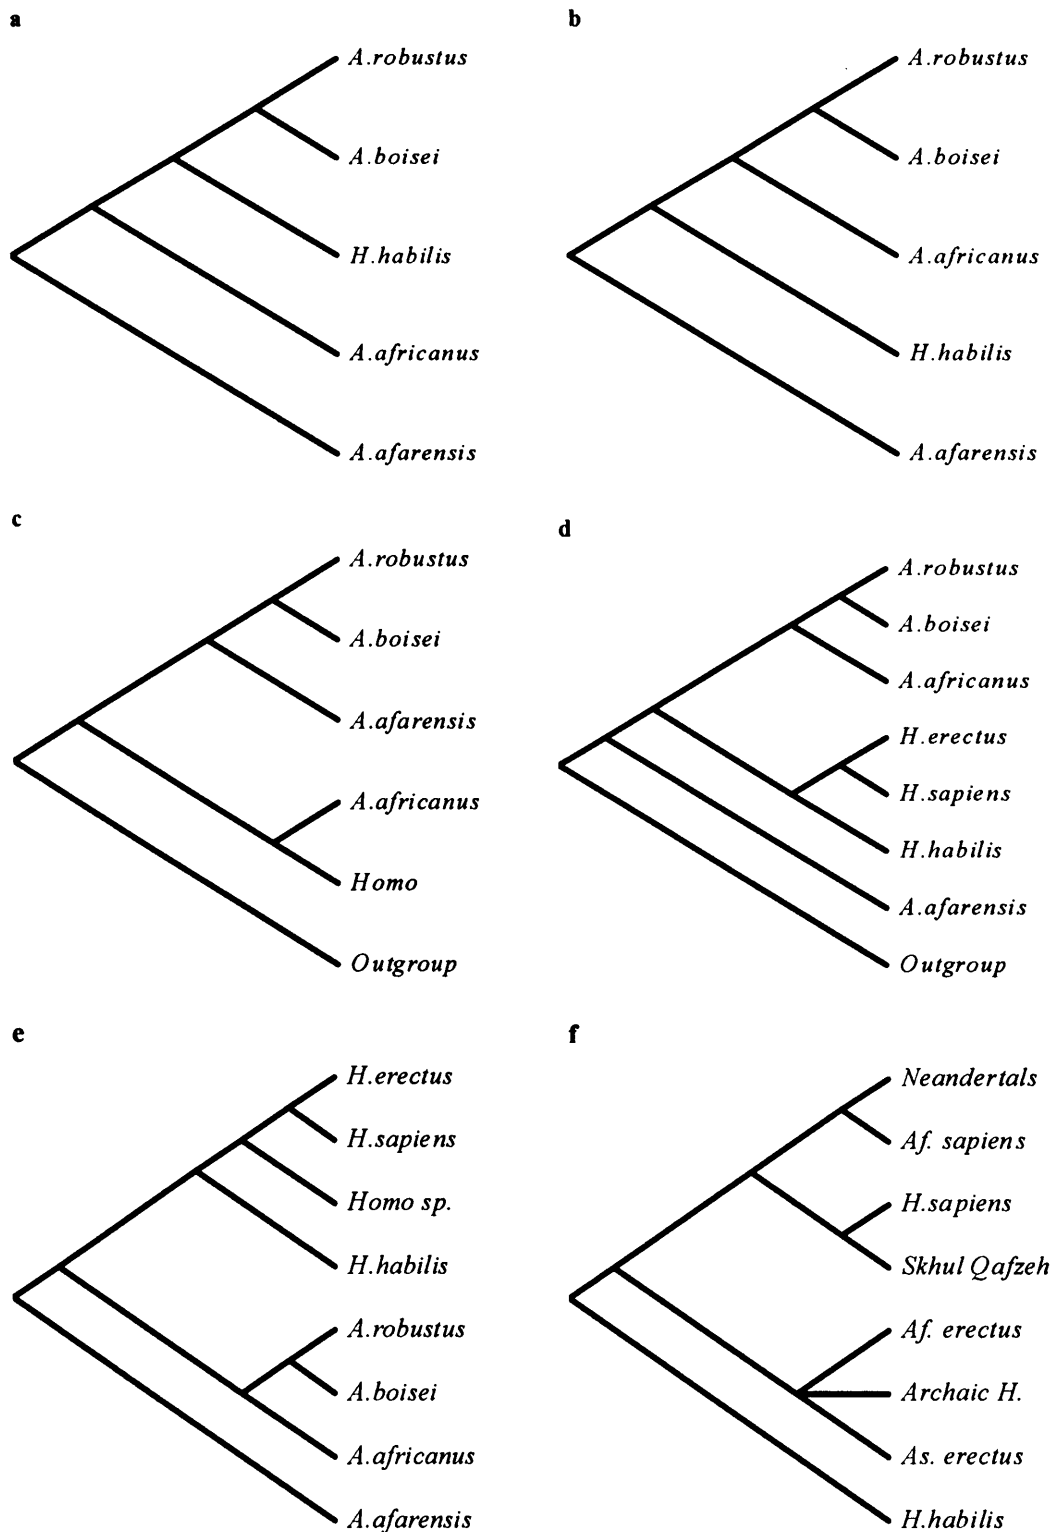 a
A.robustus
A.boisei
H.habilis
A.africanus
A.afarensis
b
A.robustus
A.boisei
A.africanus
H.habilis
A.afarensis
c
A.robustus
A.boisei
A.afarensis
A.africanus
Homo
Outgroup
d
A.robustus
A.boisei
A.africanus
H.erectus
H.sapiens
H.habilis
A.afarensis
Outgroup
e
H.erectus
H.sapiens
Homo sp.
H.habilis
A.robustus
A.boisei
A.africanus
A.afarensis
f
Neandertals
Af. sapiens
H.sapiens
Skhul Qafzeh
Af. erectus
Archaic H.
As. erectus
H.habilis